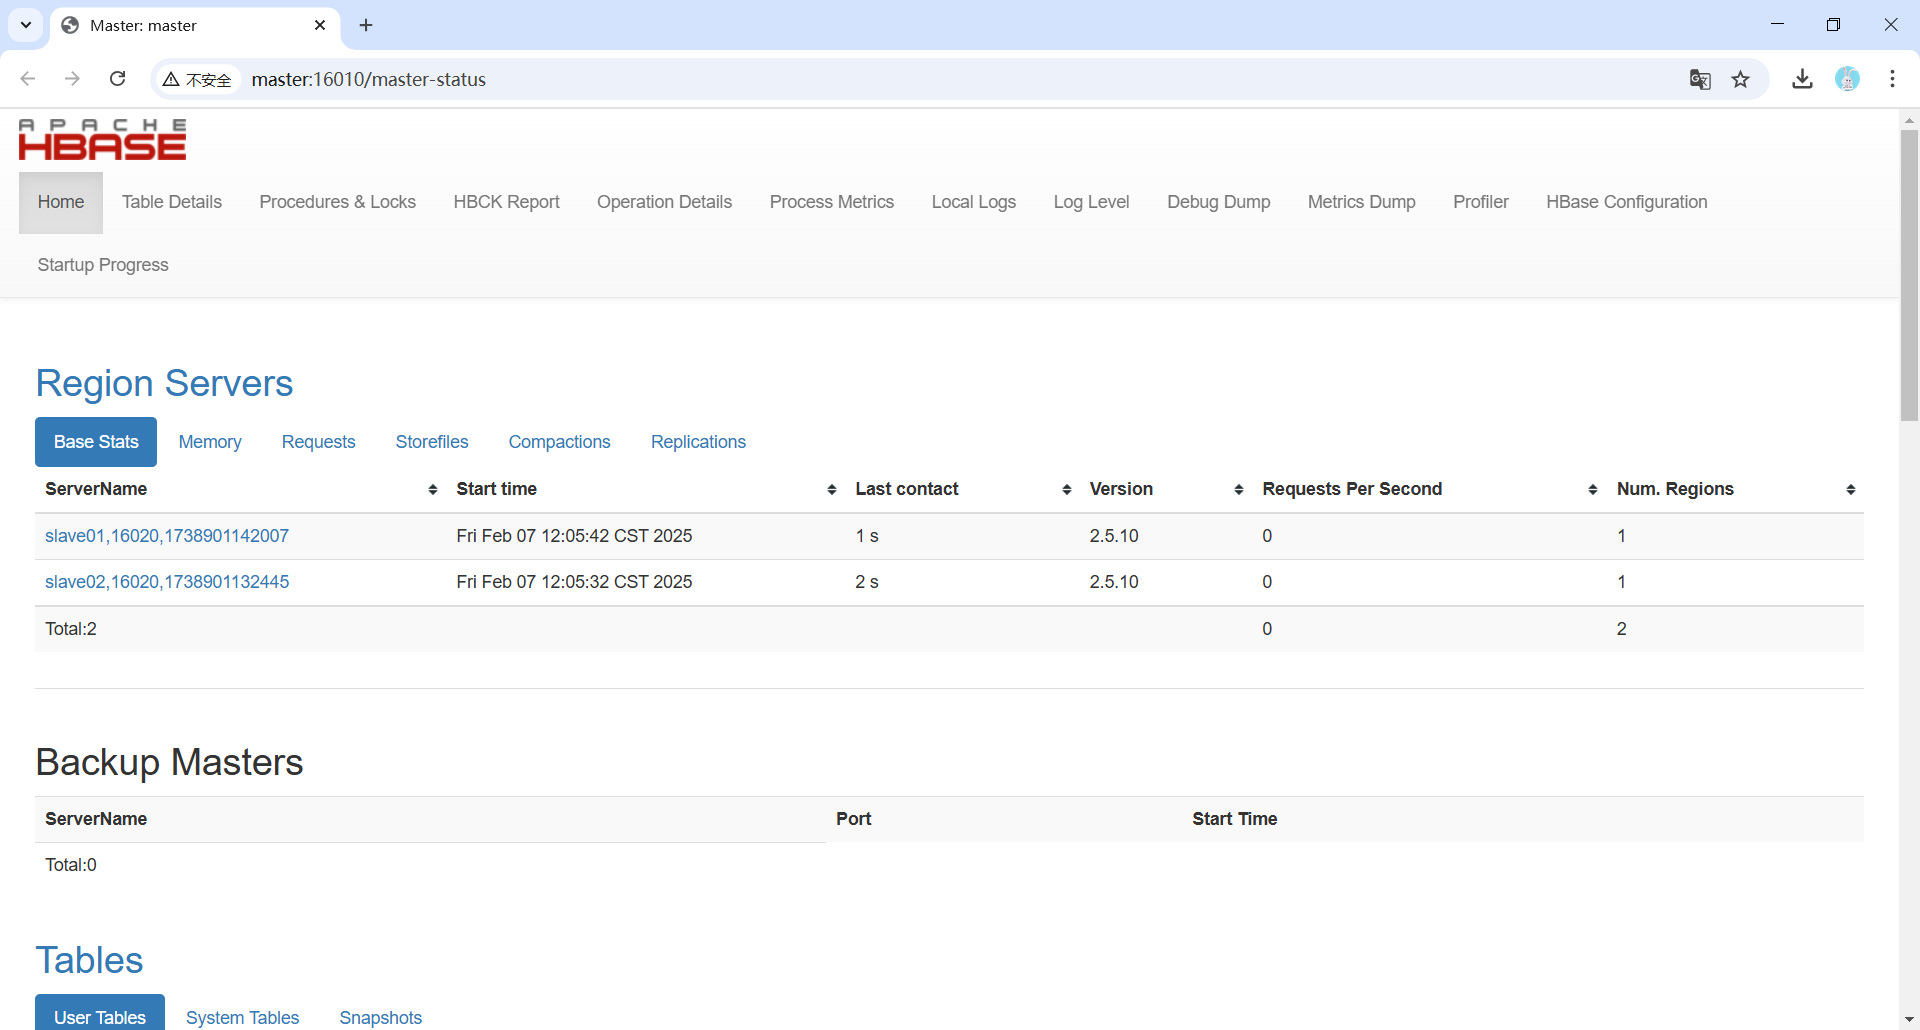 Master: master
不安全 master:16010/master-status
APACHE
HBASE
Home Table Details Procedures & Locks HBCK Report Operation Details Process Metrics Local Logs Log Level Debug Dump Metrics Dump Profiler HBase Configuration
Startup Progress
Region Servers
Base Stats Memory Requests Storefiles Compactions Replications
ServerName Start time Last contact Version Requests Per Second Num. Regions
slave01,16020,1738901142007 Fri Feb 07 12:05:42 CST 2025 1 s 2.5.10 0 1
slave02,16020,1738901132445 Fri Feb 07 12:05:32 CST 2025 2 s 2.5.10 0 1
Total:2 0 2
Backup Masters
ServerName Port Start Time
Total:0
Tables
User Tables System Tables Snapshots